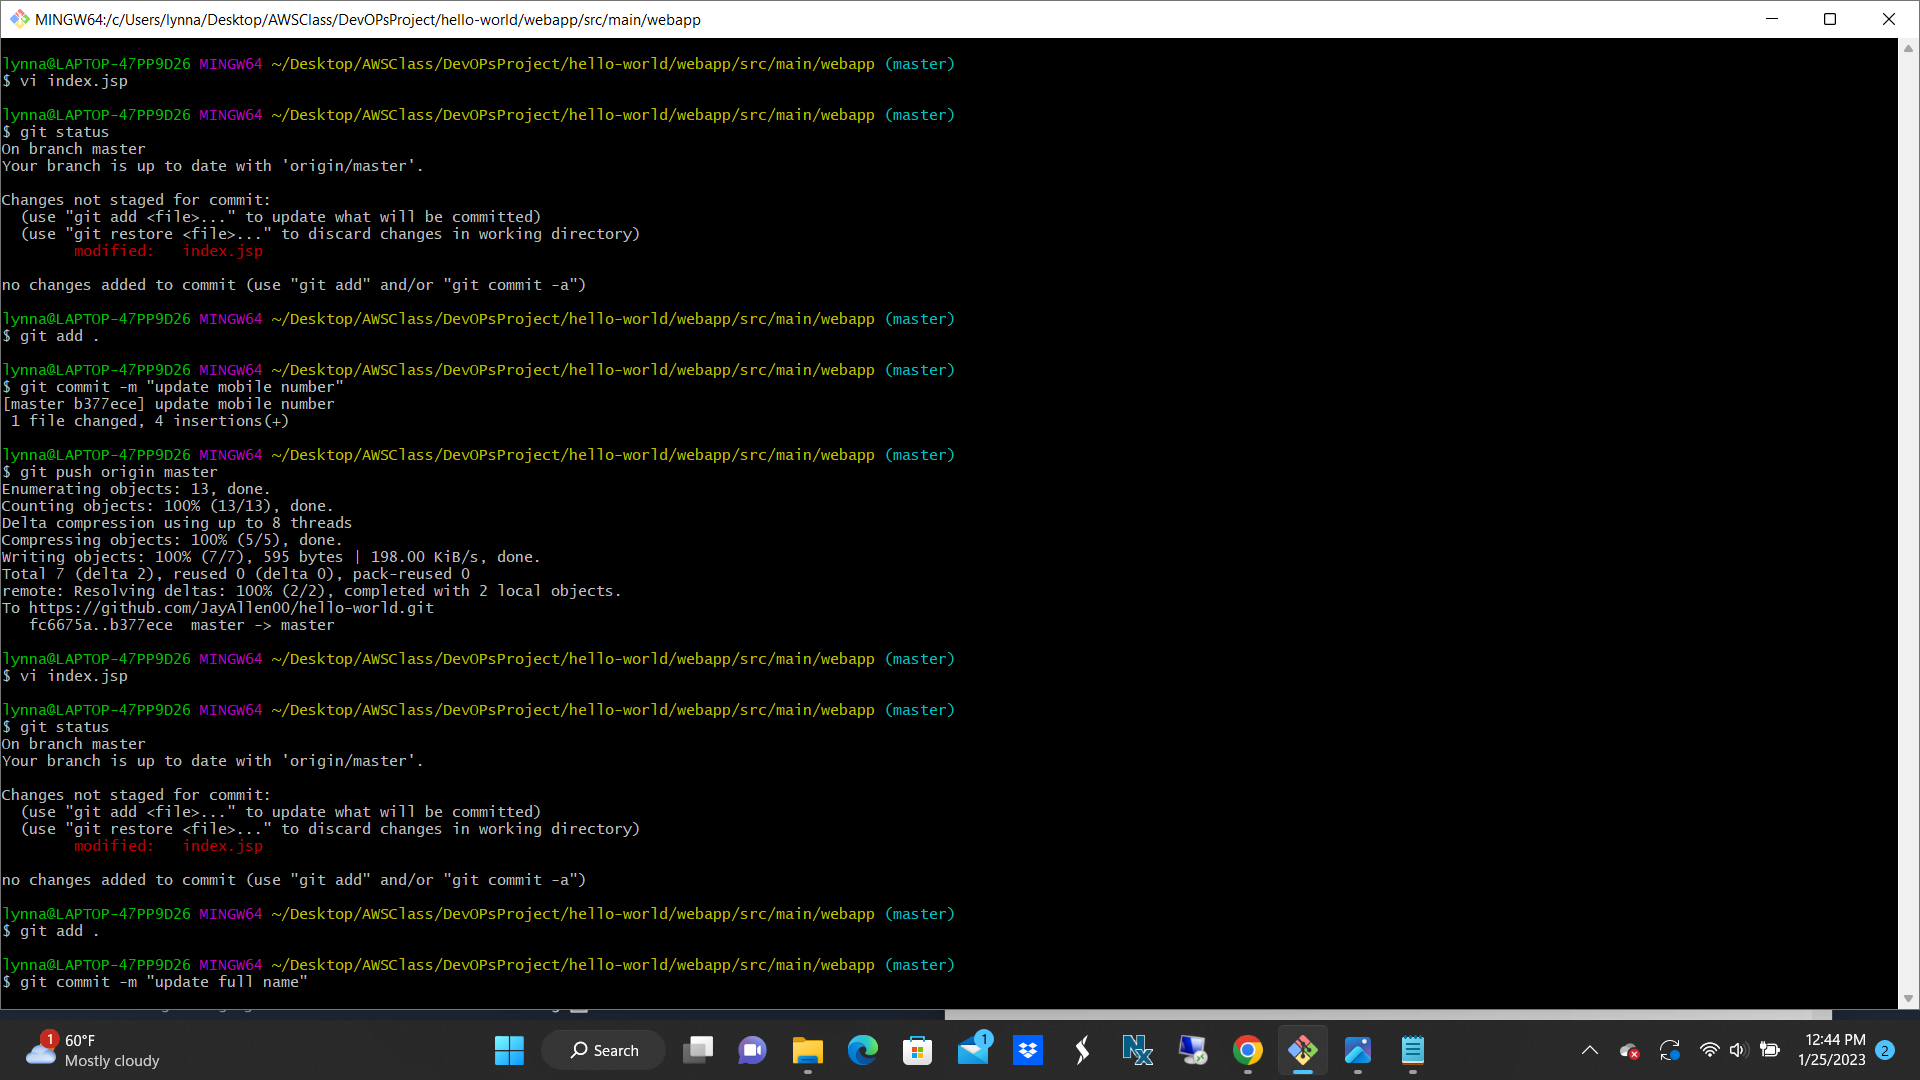 MINGW64:/c/Users/lynna/Desktop/AWSClass/DevOPsProject/hello-world/webapp/src/main/webapp
lynna@LAPTOP-47PP9D26 MINGW64 ~/Desktop/AWSClass/DevOPsProject/hello-world/webapp/src/main/webapp (master)
$ vi index.jsp
lynna@LAPTOP-47PP9D26 MINGW64 ~/Desktop/AWSClass/DevOPsProject/hello-world/webapp/src/main/webapp (master)
$ git status
On branch master
Your branch is up to date with 'origin/master'.
Changes not staged for commit:
  (use "git add <file>..." to update what will be committed)
  (use "git restore <file>..." to discard changes in working directory)
        modified:   index.jsp
no changes added to commit (use "git add" and/or "git commit -a")
lynna@LAPTOP-47PP9D26 MINGW64 ~/Desktop/AWSClass/DevOPsProject/hello-world/webapp/src/main/webapp (master)
$ git add .
lynna@LAPTOP-47PP9D26 MINGW64 ~/Desktop/AWSClass/DevOPsProject/hello-world/webapp/src/main/webapp (master)
$ git commit -m "update mobile number"
[master b377ece] update mobile number
 1 file changed, 4 insertions(+)
lynna@LAPTOP-47PP9D26 MINGW64 ~/Desktop/AWSClass/DevOPsProject/hello-world/webapp/src/main/webapp (master)
$ git push origin master
Enumerating objects: 13, done.
Counting objects: 100% (13/13), done.
Delta compression using up to 8 threads
Compressing objects: 100% (5/5), done.
Writing objects: 100% (7/7), 595 bytes | 198.00 KiB/s, done.
Total 7 (delta 2), reused 0 (delta 0), pack-reused 0
remote: Resolving deltas: 100% (2/2), completed with 2 local objects.
To https://github.com/JayAllen00/hello-world.git
   fc6675a..b377ece  master -> master
lynna@LAPTOP-47PP9D26 MINGW64 ~/Desktop/AWSClass/DevOPsProject/hello-world/webapp/src/main/webapp (master)
$ vi index.jsp
lynna@LAPTOP-47PP9D26 MINGW64 ~/Desktop/AWSClass/DevOPsProject/hello-world/webapp/src/main/webapp (master)
$ git status
On branch master
Your branch is up to date with 'origin/master'.
Changes not staged for commit:
  (use "git add <file>..." to update what will be committed)
  (use "git restore <file>..." to discard changes in working directory)
        modified:   index.jsp
no changes added to commit (use "git add" and/or "git commit -a")
lynna@LAPTOP-47PP9D26 MINGW64 ~/Desktop/AWSClass/DevOPsProject/hello-world/webapp/src/main/webapp (master)
$ git add .
lynna@LAPTOP-47PP9D26 MINGW64 ~/Desktop/AWSClass/DevOPsProject/hello-world/webapp/src/main/webapp (master)
$ git commit -m "update full name"
1
60°F
Mostly cloudy
Search
1
12:44 PM
1/25/2023
2